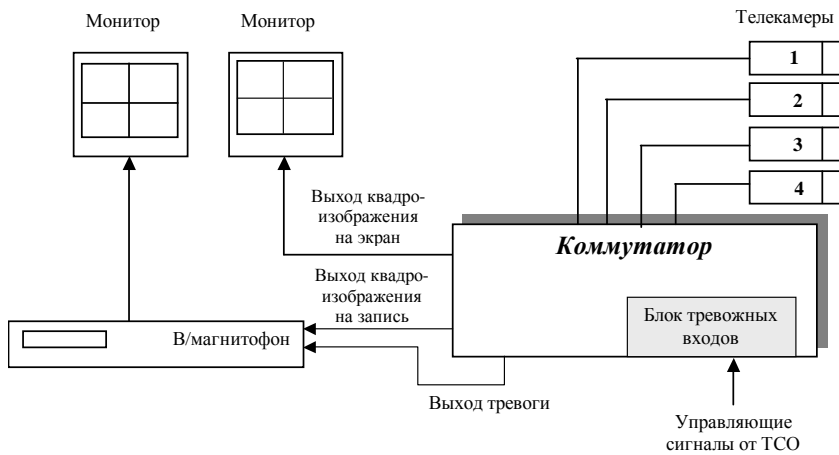 Монитор
Монитор
Телекамеры
1
2
3
4
Выход квадро-
изображения
на экран
Коммутатор
Выход квадро-
изображения
на запись
Блок тревожных
входов
В/магнитофон
Выход тревоги
Управляющие
сигналы от ТСО